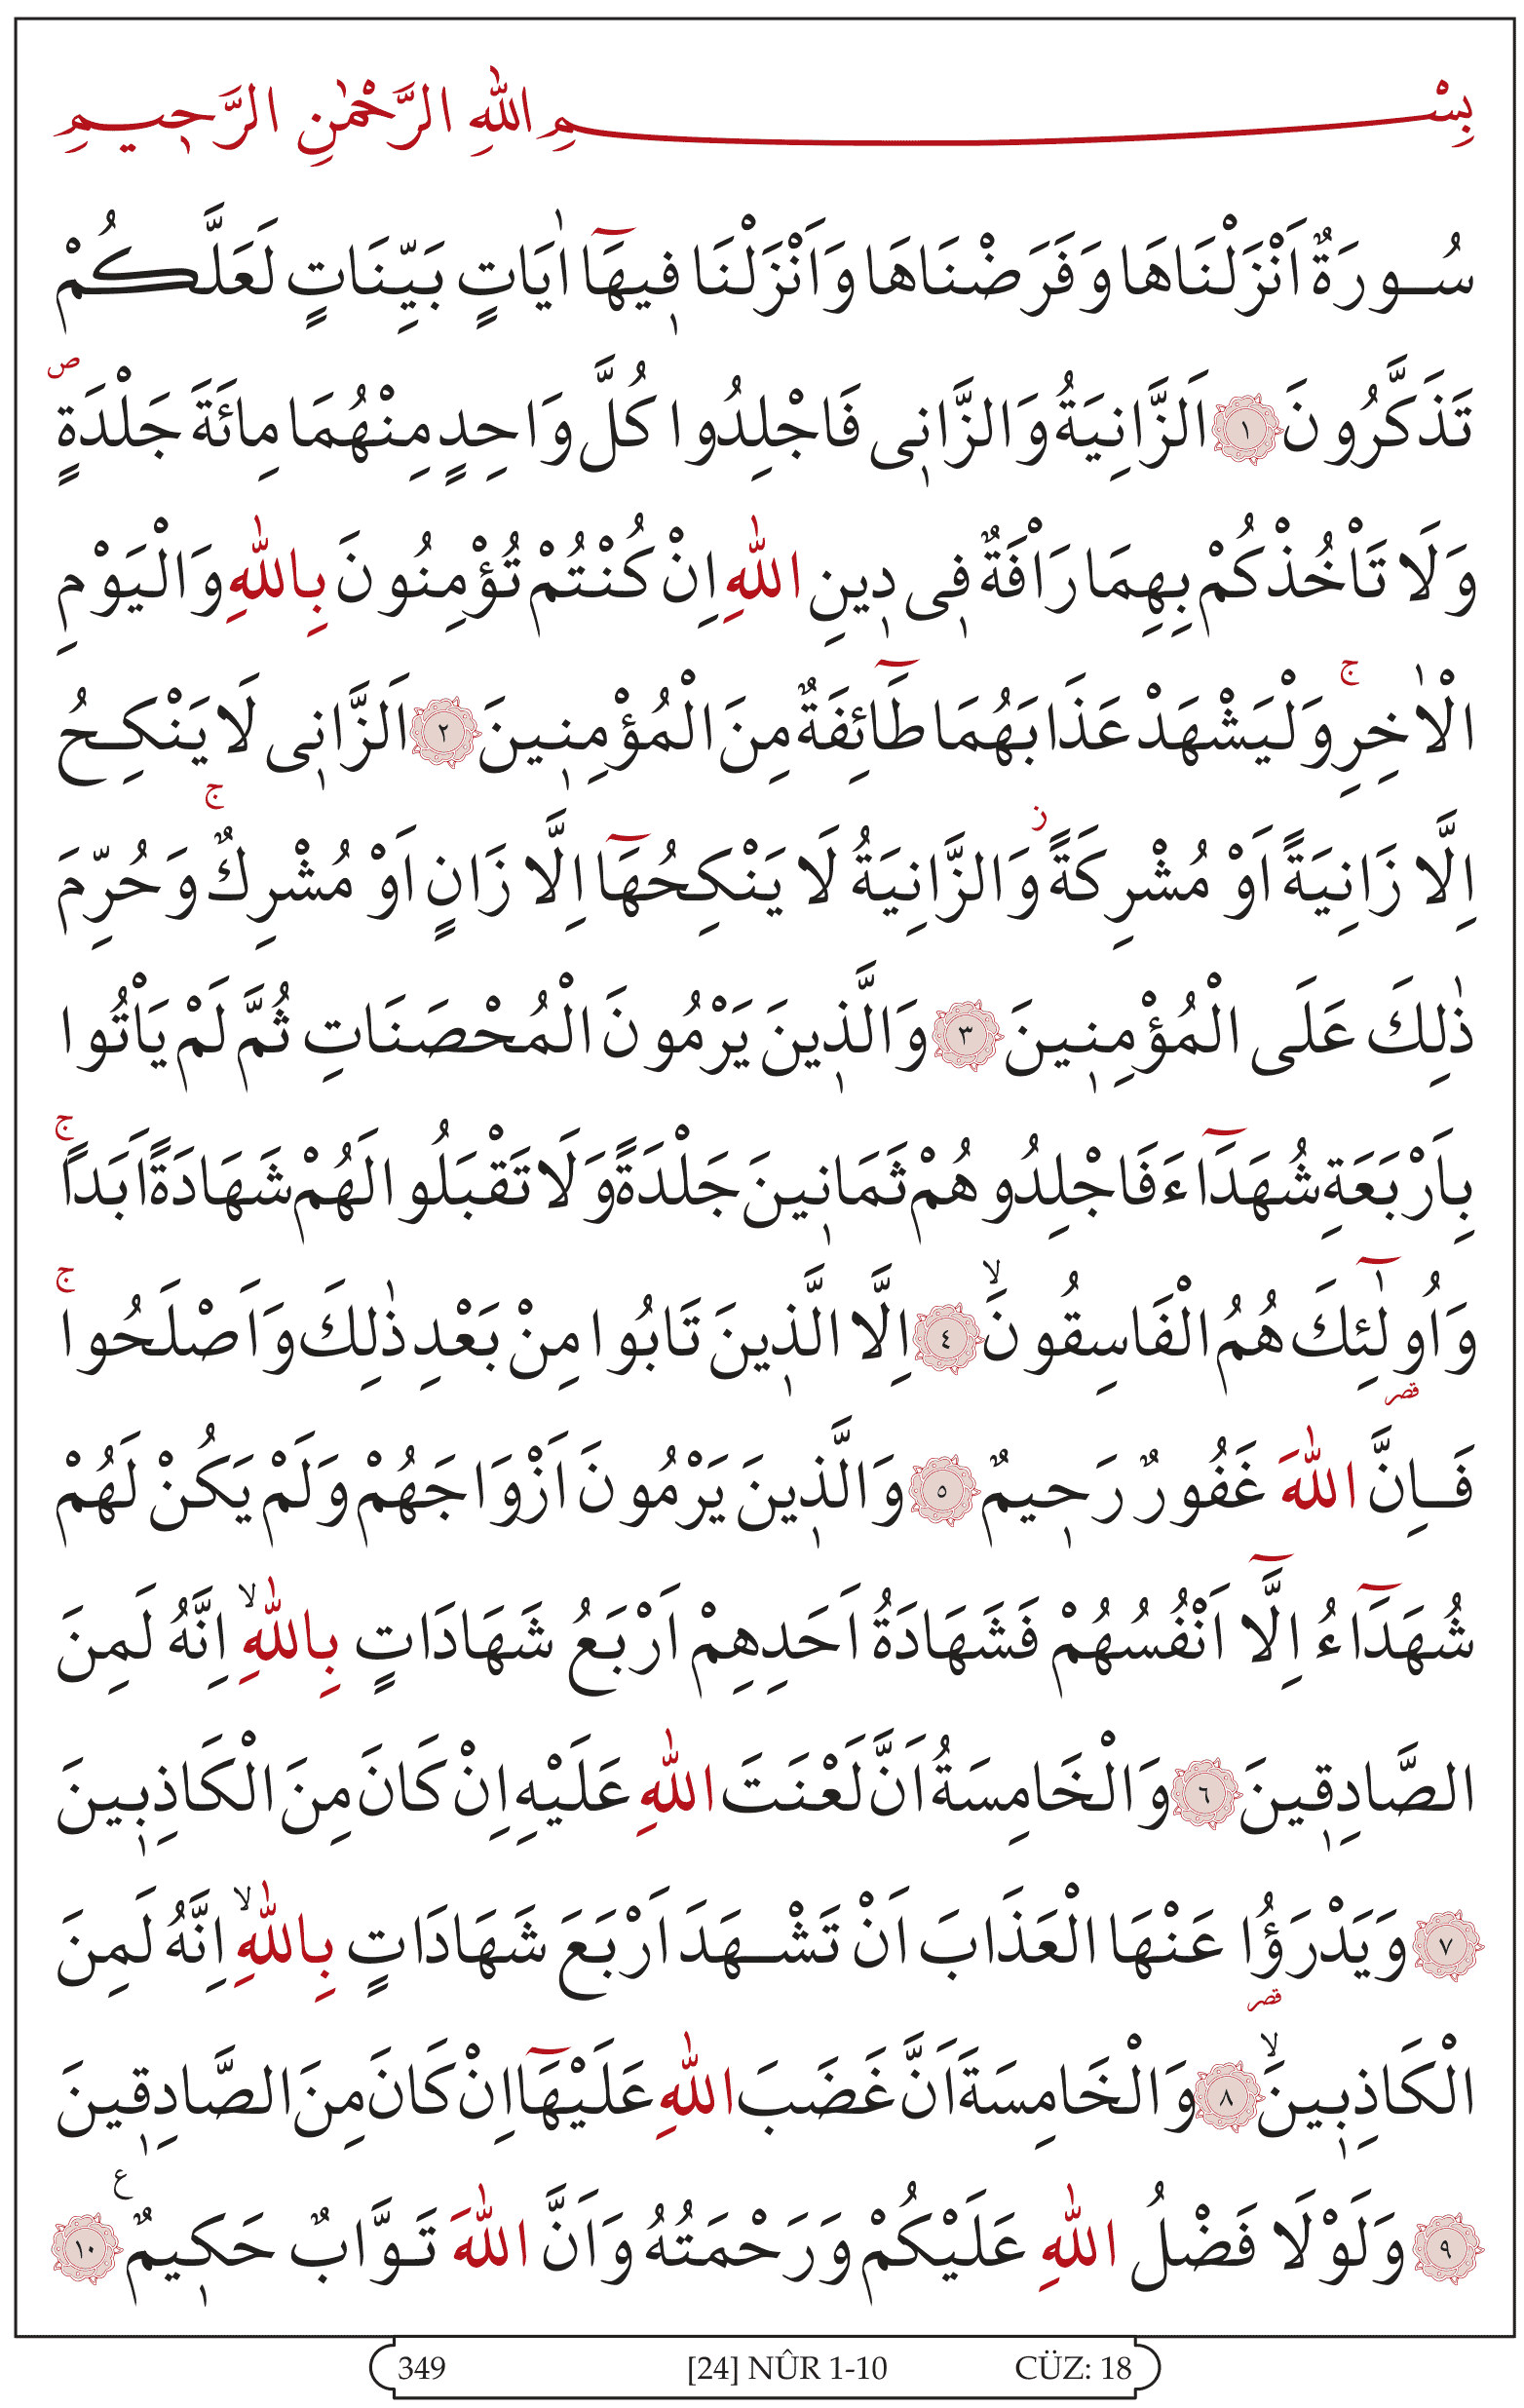 بِسْمِ اللّٰهِ الرَّحْمٰنِ الرَّحٖيمِ
سُورَةٌ اَنْزَلْنَاهَا وَفَرَضْنَاهَا وَاَنْزَلْنَا فٖيهَٓا اٰيَاتٍ بَيِّنَاتٍ لَعَلَّكُمْ
تَذَكَّرُونَ ﴿١﴾ اَلزَّانِيَةُ وَالزَّانٖى فَاجْلِدُوا كُلَّ وَاحِدٍ مِنْهُمَا مِائَةَ جَلْدَةٍۖ
وَلَا تَاْخُذْكُمْ بِهِمَا رَاْفَةٌ فٖى دٖينِ اللّٰهِ اِنْ كُنْتُمْ تُؤْمِنُونَ بِاللّٰهِ وَالْيَوْمِ
الْاٰخِرِۚ وَلْيَشْهَدْ عَذَابَهُمَا طَٓائِفَةٌ مِنَ الْمُؤْمِنٖينَ ﴿٢﴾ اَلزَّانٖى لَا يَنْكِحُ
اِلَّا زَانِيَةً اَوْ مُشْرِكَةًؗ وَالزَّانِيَةُ لَا يَنْكِحُهَٓا اِلَّا زَانٍ اَوْ مُشْرِكٌۚ وَحُرِّمَ
ذٰلِكَ عَلَى الْمُؤْمِنٖينَ ﴿٣﴾ وَالَّذٖينَ يَرْمُونَ الْمُحْصَنَاتِ ثُمَّ لَمْ يَاْتُوا
بِاَرْبَعَةِ شُهَدَٓاءَ فَاجْلِدُوهُمْ ثَمَانٖينَ جَلْدَةً وَلَا تَقْبَلُوا لَهُمْ شَهَادَةً اَبَداًۚ
وَاُو۬لٰٓئِكَ هُمُ الْفَاسِقُونَۙ ﴿٤﴾ اِلَّا الَّذٖينَ تَابُوا مِنْ بَعْدِ ذٰلِكَ وَاَصْلَحُواۚ
قصر
فَاِنَّ اللّٰهَ غَفُورٌ رَحٖيمٌ ﴿٥﴾ وَالَّذٖينَ يَرْمُونَ اَزْوَاجَهُمْ وَلَمْ يَكُنْ لَهُمْ
شُهَدَٓاءُ اِلَّٓا اَنْفُسُهُمْ فَشَهَادَةُ اَحَدِهِمْ اَرْبَعُ شَهَادَاتٍ بِاللّٰهِۙ اِنَّهُ لَمِنَ
الصَّادِقٖينَ ﴿٦﴾ وَالْخَامِسَةُ اَنَّ لَعْنَتَ اللّٰهِ عَلَيْهِ اِنْ كَانَ مِنَ الْكَاذِبٖينَ
﴿٧﴾ وَيَدْرَؤُا عَنْهَا الْعَذَابَ اَنْ تَشْهَدَ اَرْبَعَ شَهَادَاتٍ بِاللّٰهِۙ اِنَّهُ لَمِنَ
قصر
الْكَاذِبٖينَۙ ﴿٨﴾ وَالْخَامِسَةَ اَنَّ غَضَبَ اللّٰهِ عَلَيْهَٓا اِنْ كَانَ مِنَ الصَّادِقٖينَ
﴿٩﴾ وَلَوْلَا فَضْلُ اللّٰهِ عَلَيْكُمْ وَرَحْمَتُهُ وَاَنَّ اللّٰهَ تَوَّابٌ حَكٖيمٌ ع ﴿١٠﴾
349 [24] NÛR 1-10 CÜZ: 18